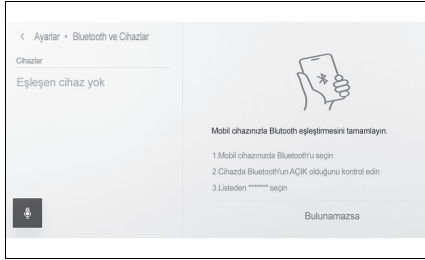 < Ayarlar • Bluetooth ve Cihazlar
Cihazlar
Eşleşen cihaz yok
Mobil cihazınızla Blutooth eşleştirmesini tamamlayın.
1.Mobil cihazınızda Bluetooth'u seçin
2.Cihazda Bluetooth'un AÇIK olduğunu kontrol edin
3.Listeden ******* seçin
Bulunamazsa